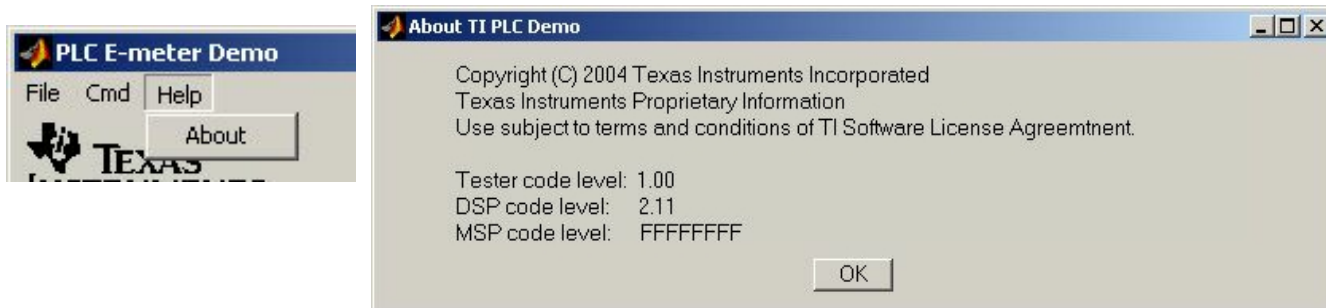 PLC E-meter Demo
File Cmd Help
About
TEXAS
About TI PLC Demo
Copyright (C) 2004 Texas Instruments Incorporated
Texas Instruments Proprietary Information
Use subject to terms and conditions of TI Software License Agreemtnent.
Tester code level: 1.00
DSP code level: 2.11
MSP code level: FFFFFFFF
OK